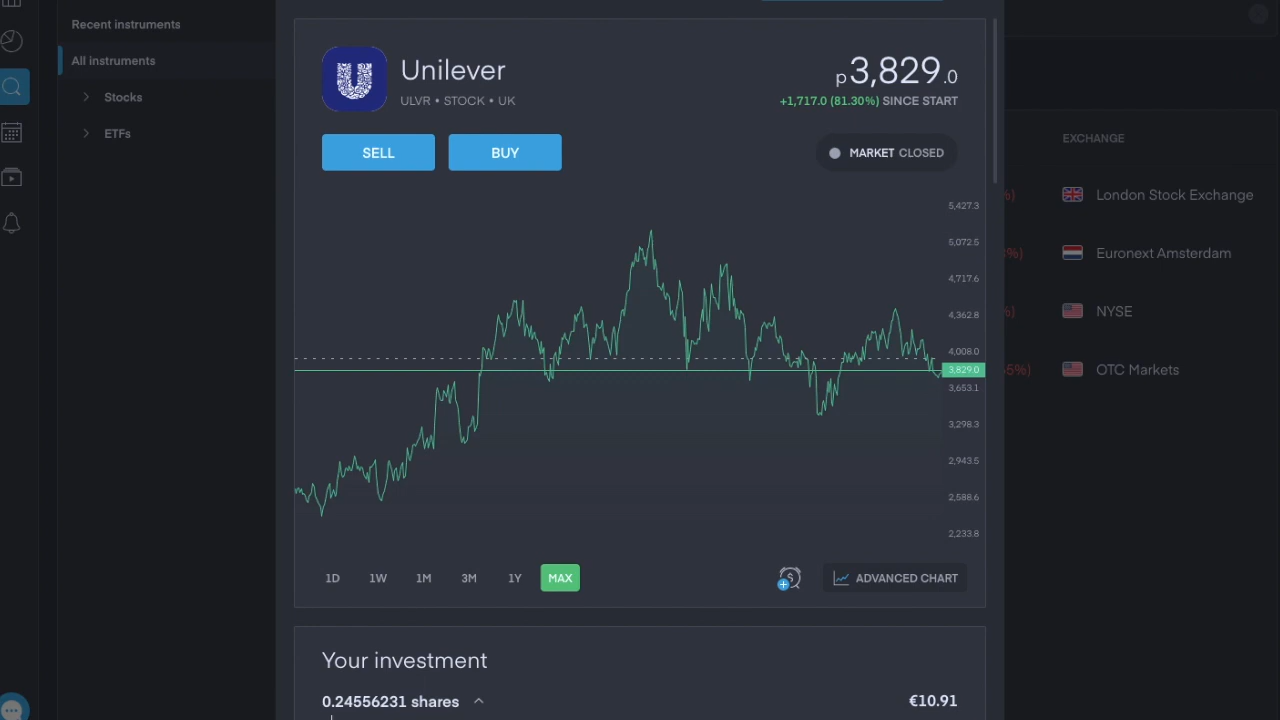 Recent instruments
All instruments
Stocks
ETFs
Unilever
ULVR • STOCK • UK
p3,829.0
+1,717.0 (81.30%) SINCE START
SELL
BUY
MARKET CLOSED
5,427.3
5,072.5
4,717.6
4,362.8
4,008.0
3,829.0
3,653.1
3,298.3
2,943.5
2,588.6
2,233.8
1D
1W
1M
3M
1Y
MAX
ADVANCED CHART
Your investment
0.24556231 shares
€10.91
EXCHANGE
London Stock Exchange
Euronext Amsterdam
NYSE
OTC Markets